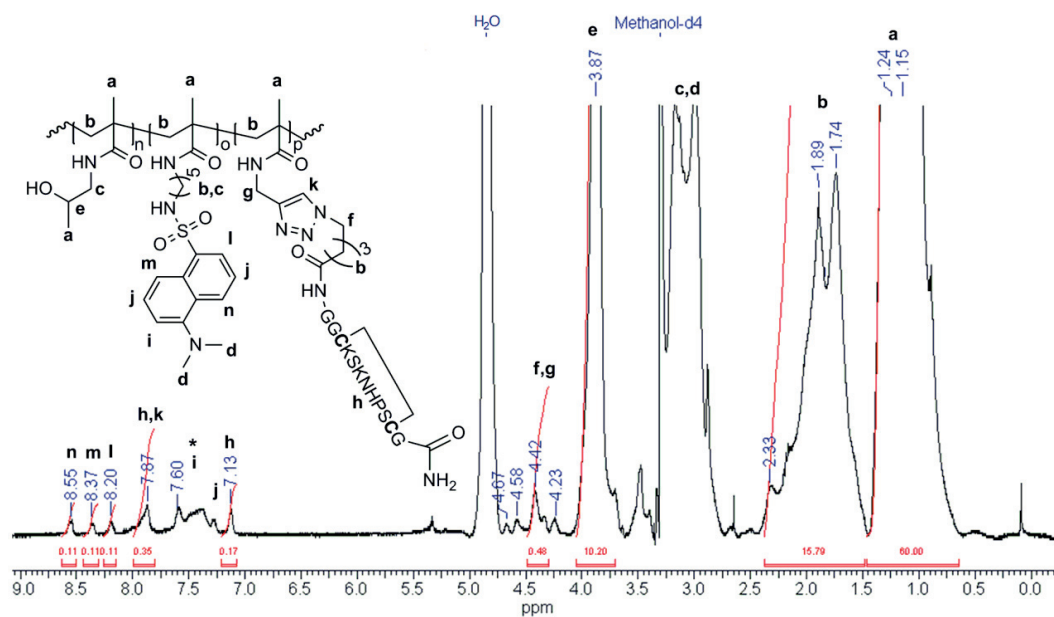 H₂O
Methanol-d4
e
3.87
a
1.24
1.15
c,d
b
1.89
1.74
a
a
a
b
b
b
n
o
p
NH
O
HN
O
HN
O
HO
c
e
a
5
b,c
HN
O
S
O
g
k
N
N=N
f
3
b
O
HN
m
l
j
j
n
i
N
d
d
GGCKSKNHPSCG
h
O
NH₂
n
m
l
h,k
*
i
j
h
f,g
8.55
8.37
8.20
7.87
7.60
7.13
4.67
4.58
4.42
4.23
2.33
0.11
0.11
0.11
0.35
0.17
0.48
10.20
15.79
60.00
9.0 8.5 8.0 7.5 7.0 6.5 6.0 5.5 5.0 4.5 4.0 3.5 3.0 2.5 2.0 1.5 1.0 0.5 0.0
ppm